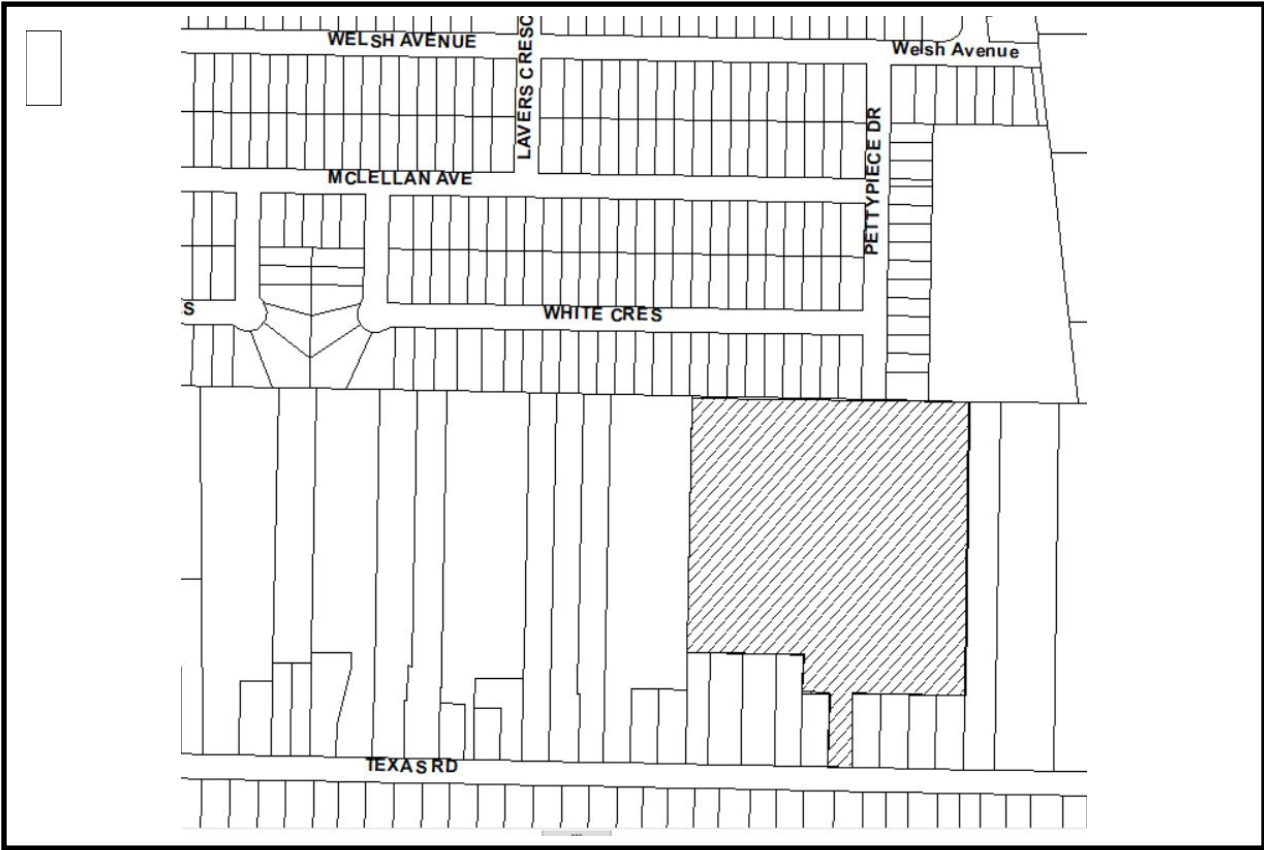 WELSH AVENUE
LAVERS CRESC
Welsh Avenue
PETTYPIECE DR
MCLELLAN AVE
S
WHITE CRES
TEXAS RD